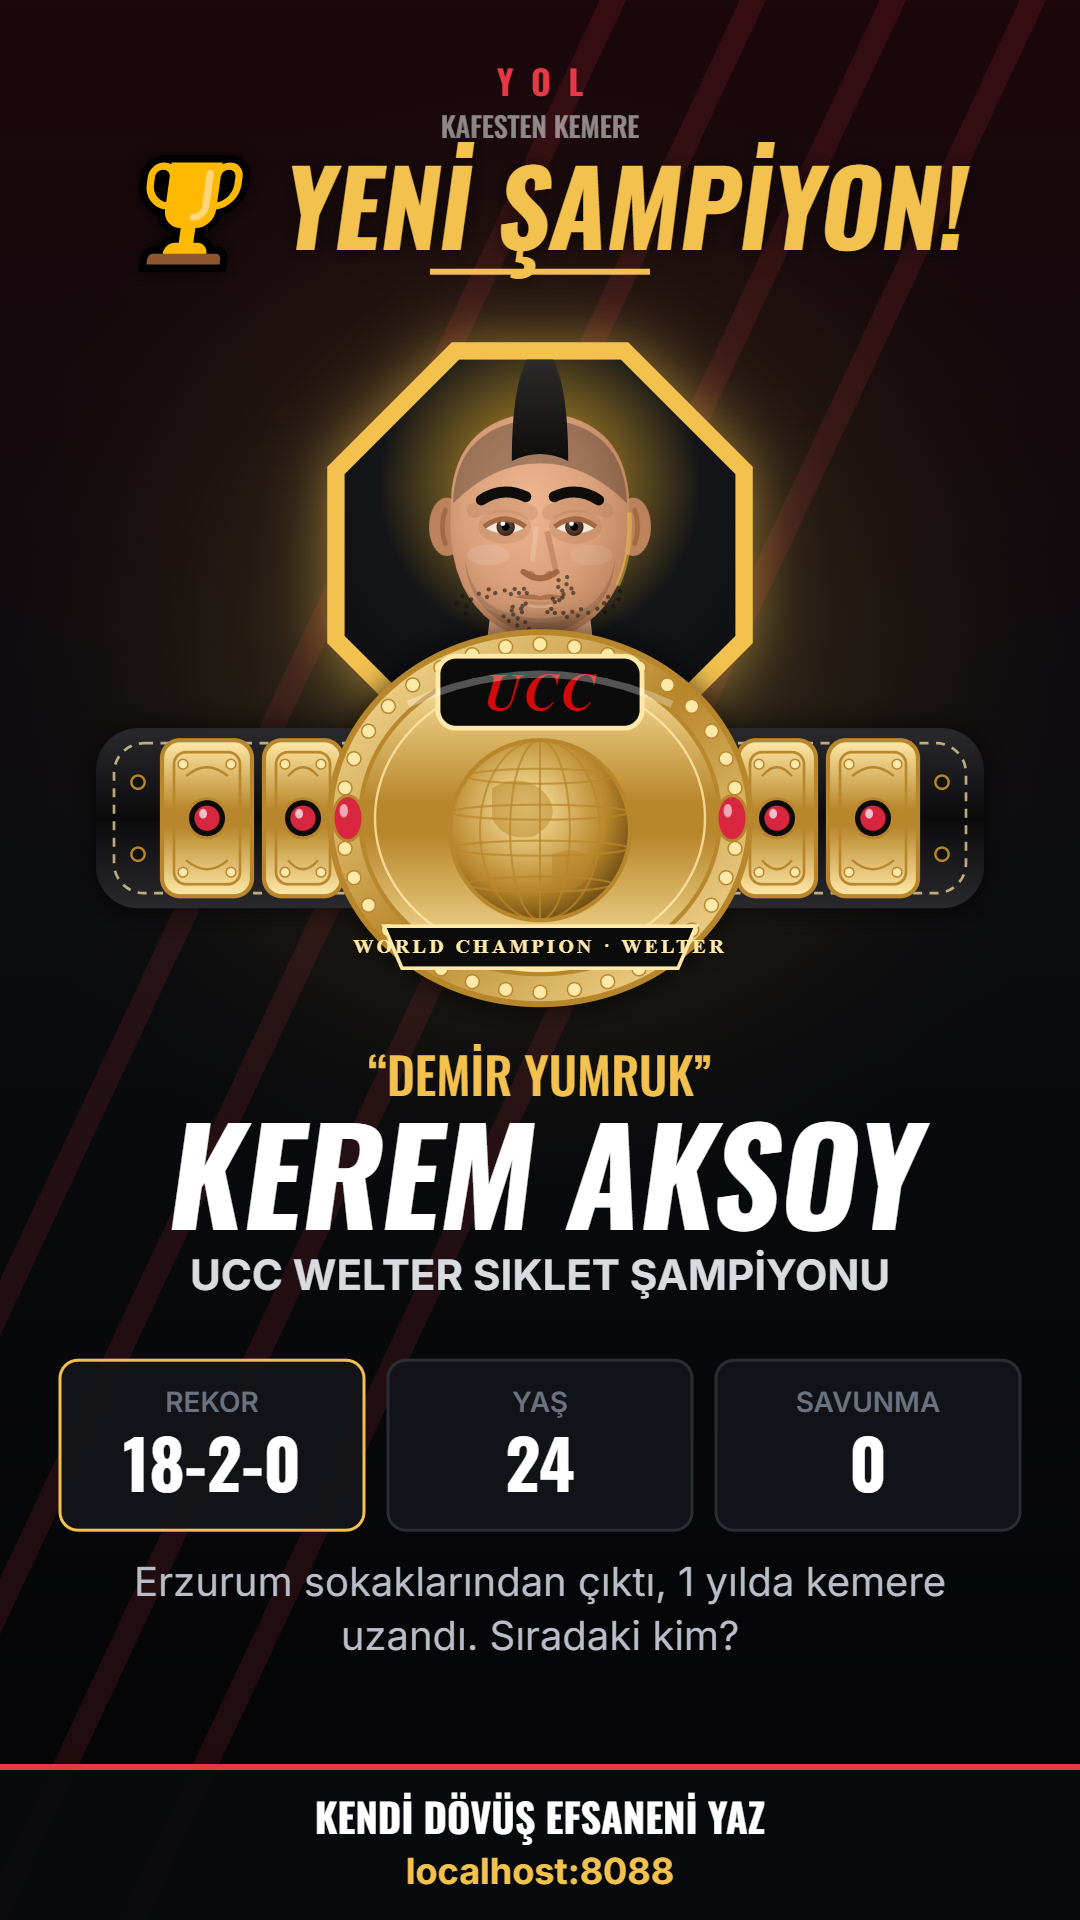 YOL
KAFESTEN KEMERE
YENİ ŞAMPİYON!
UCC
WORLD CHAMPION · WELTER
“DEMİR YUMRUK”
KEREM AKSOY
UCC WELTER SIKLET ŞAMPİYONU
REKOR
18-2-0
YAŞ
24
SAVUNMA
0
Erzurum sokaklarından çıktı, 1 yılda kemere
uzandı. Sıradaki kim?
KENDİ DÖVÜŞ EFSANENİ YAZ
localhost:8088